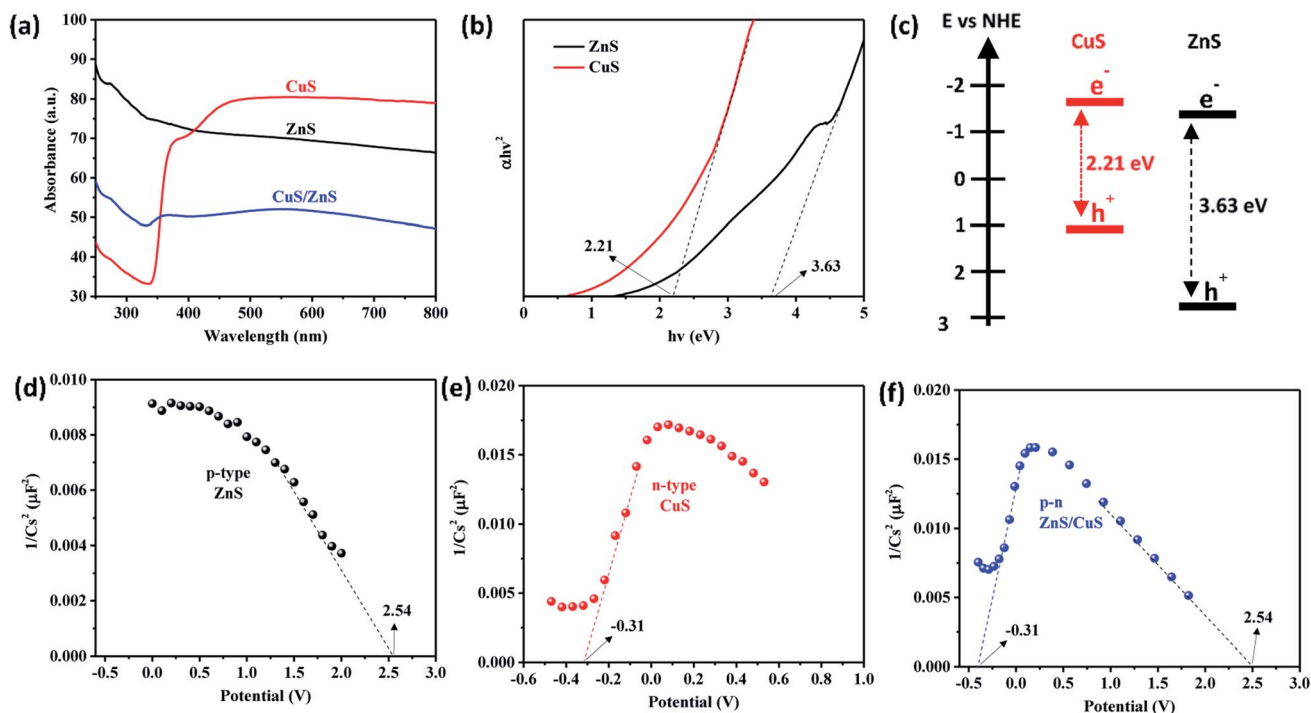 (a)
100
90
80
70
60
50
40
30
Absorbance (a.u.)
CuS
ZnS
CuS/ZnS
300 400 500 600 700 800
Wavelength (nm)
(b)
ZnS
CuS
αhν²
2.21
3.63
0 1 2 3 4 5
hν (eV)
(c)
E vs NHE
CuS
ZnS
-2
-1
0
1
2
3
e⁻
e⁻
2.21 eV
3.63 eV
h⁺
h⁺
(d)
0.010
0.008
0.006
0.004
0.002
0.000
1/Cs² (μF²)
p-type
ZnS
2.54
-0.5 0.0 0.5 1.0 1.5 2.0 2.5 3.0
Potential (V)
(e)
0.020
0.015
0.010
0.005
0.000
1/Cs² (μF²)
n-type
CuS
-0.31
-0.6 -0.4 -0.2 0.0 0.2 0.4 0.6 0.8 1.0
Potential (V)
(f)
0.020
0.015
0.010
0.005
0.000
1/Cs² (μF²)
p-n
ZnS/CuS
-0.31
2.54
-0.5 0.0 0.5 1.0 1.5 2.0 2.5 3.0
Potential (V)